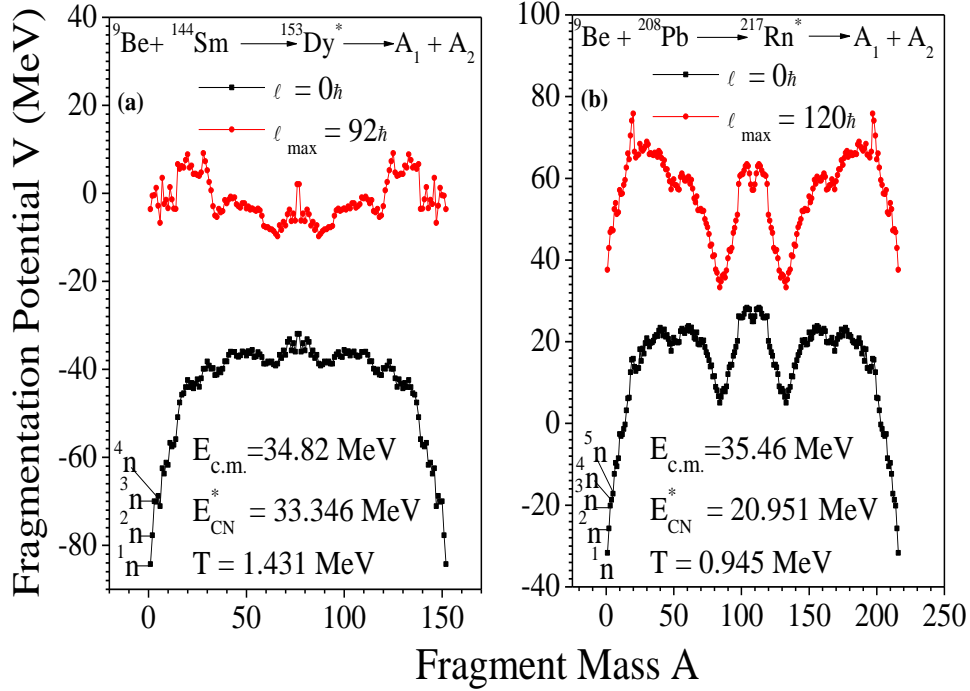 Fragmentation Potential V (MeV)
⁹Be+ ¹⁴⁴Sm ⟶ ¹⁵³Dy* ⟶ A₁ + A₂
(a)
ℓ = 0ħ
ℓmax = 92ħ
40
20
0
-20
-40
-60
-80
⁴n
³n
²n
¹n
E_c.m. =34.82 MeV
E*_CN = 33.346 MeV
T = 1.431 MeV
0 50 100 150
⁹Be + ²⁰⁸Pb ⟶ ²¹⁷Rn* ⟶ A₁ + A₂
(b)
ℓ = 0ħ
ℓmax = 120ħ
100
80
60
40
20
0
-20
-40
⁵n
⁴n
³n
²n
¹n
E_c.m. =35.46 MeV
E*_CN = 20.951 MeV
T = 0.945 MeV
0 50 100 150 200 250
Fragment Mass A